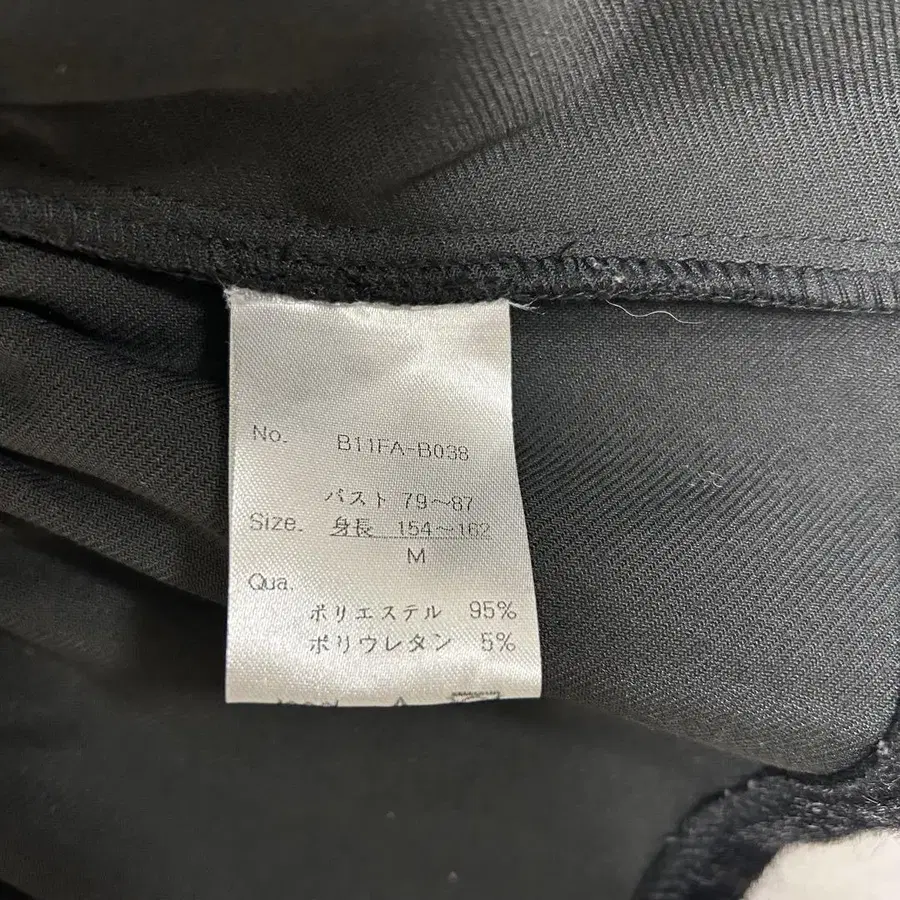 No. B11FA-B038
バスト 79～87
Size. 身長 154～162
M
Qua.
ポリエステル 95%
ポリウレタン 5%